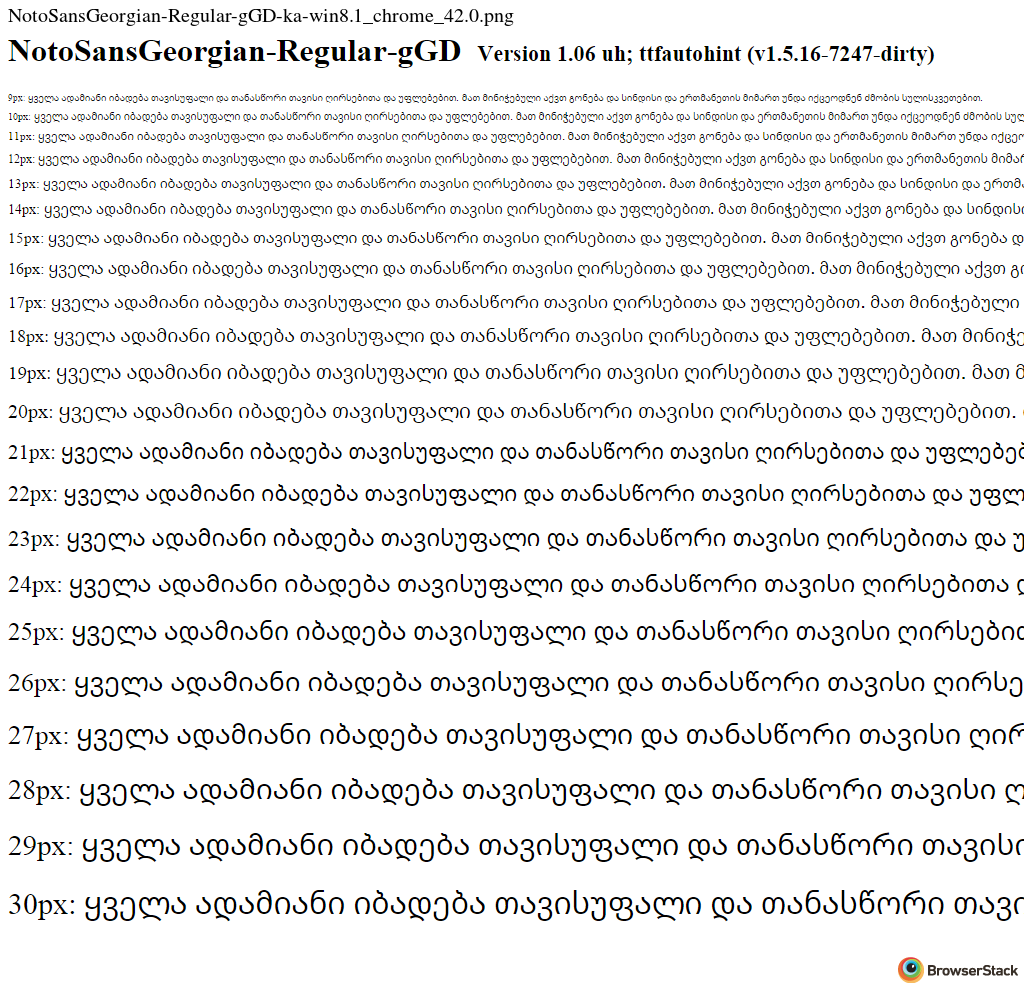 NotoSansGeorgian-Regular-gGD-ka-win8.1_chrome_42.0.png
NotoSansGeorgian-Regular-gGD Version 1.06 uh; ttfautohint (v1.5.16-7247-dirty)
9px: ყველა ადამიანი იბადება თავისუფალი და თანასწორი თავისი ღირსებითა და უფლებებით. მათ მინიჭებული აქვთ გონება და სინდისი და ერთმანეთის მიმართ უნდა იქცეოდნენ ძმობის სულისკვეთებით.
10px: ყველა ადამიანი იბადება თავისუფალი და თანასწორი თავისი ღირსებითა და უფლებებით. მათ მინიჭებული აქვთ გონება და სინდისი და ერთმანეთის მიმართ უნდა იქცეოდნენ ძმობის სულ
11px: ყველა ადამიანი იბადება თავისუფალი და თანასწორი თავისი ღირსებითა და უფლებებით. მათ მინიჭებული აქვთ გონება და სინდისი და ერთმანეთის მიმართ უნდა იქცეო
12px: ყველა ადამიანი იბადება თავისუფალი და თანასწორი თავისი ღირსებითა და უფლებებით. მათ მინიჭებული აქვთ გონება და სინდისი და ერთმანეთის მიმარ
13px: ყველა ადამიანი იბადება თავისუფალი და თანასწორი თავისი ღირსებითა და უფლებებით. მათ მინიჭებული აქვთ გონება და სინდისი და ერთმ
14px: ყველა ადამიანი იბადება თავისუფალი და თანასწორი თავისი ღირსებითა და უფლებებით. მათ მინიჭებული აქვთ გონება და სინდისი
15px: ყველა ადამიანი იბადება თავისუფალი და თანასწორი თავისი ღირსებითა და უფლებებით. მათ მინიჭებული აქვთ გონება დ
16px: ყველა ადამიანი იბადება თავისუფალი და თანასწორი თავისი ღირსებითა და უფლებებით. მათ მინიჭებული აქვთ გო
17px: ყველა ადამიანი იბადება თავისუფალი და თანასწორი თავისი ღირსებითა და უფლებებით. მათ მინიჭებული
18px: ყველა ადამიანი იბადება თავისუფალი და თანასწორი თავისი ღირსებითა და უფლებებით. მათ მინიჭე
19px: ყველა ადამიანი იბადება თავისუფალი და თანასწორი თავისი ღირსებითა და უფლებებით. მათ მ
20px: ყველა ადამიანი იბადება თავისუფალი და თანასწორი თავისი ღირსებითა და უფლებებით.
21px: ყველა ადამიანი იბადება თავისუფალი და თანასწორი თავისი ღირსებითა და უფლებებ
22px: ყველა ადამიანი იბადება თავისუფალი და თანასწორი თავისი ღირსებითა და უფლ
23px: ყველა ადამიანი იბადება თავისუფალი და თანასწორი თავისი ღირსებითა და უ
24px: ყველა ადამიანი იბადება თავისუფალი და თანასწორი თავისი ღირსებითა
25px: ყველა ადამიანი იბადება თავისუფალი და თანასწორი თავისი ღირსებით
26px: ყველა ადამიანი იბადება თავისუფალი და თანასწორი თავისი ღირსე
27px: ყველა ადამიანი იბადება თავისუფალი და თანასწორი თავისი ღირ
28px: ყველა ადამიანი იბადება თავისუფალი და თანასწორი თავისი ღ
29px: ყველა ადამიანი იბადება თავისუფალი და თანასწორი თავისი
30px: ყველა ადამიანი იბადება თავისუფალი და თანასწორი თავი
BrowserStack